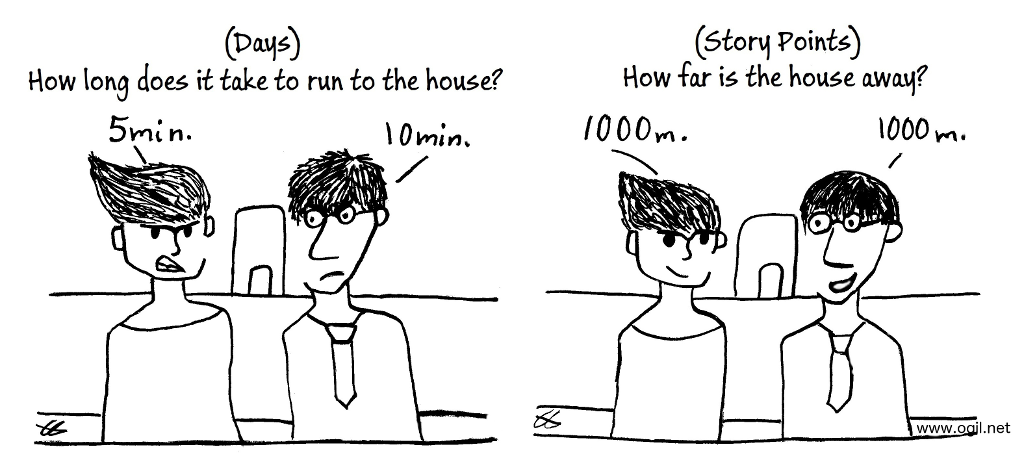 (Days)
How long does it take to run to the house?
5min.
10min.
(Story Points)
How far is the house away?
1000m.
1000m.
www.ogil.net